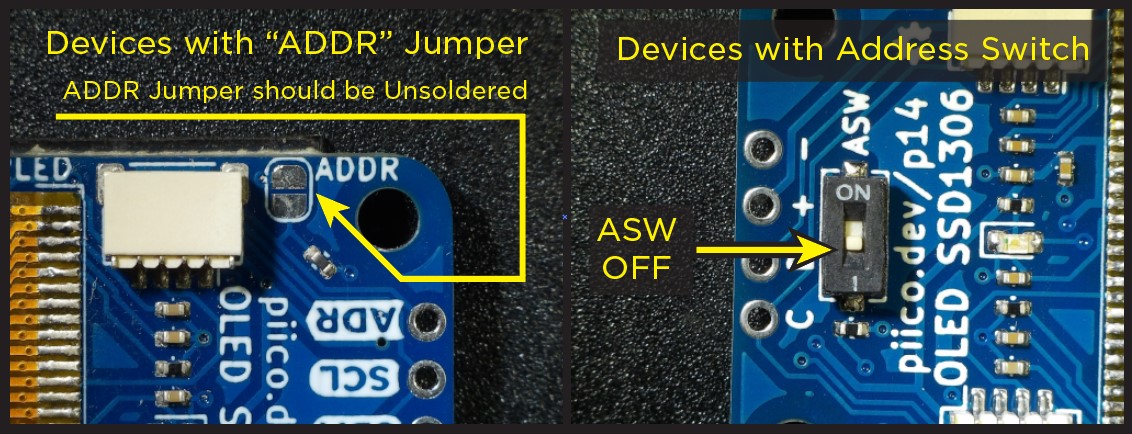 Devices with “ADDR” Jumper
ADDR Jumper should be Unsoldered
LED
ADDR
ADR
SCL
OLED S
piico.d
Devices with Address Switch
ASW
OFF
ASW
ON
1
-
+
C
piico.dev/p14
OLED SSD1306